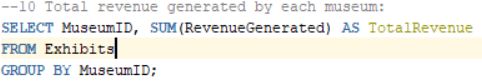 --10 Total revenue generated by each museum:
SELECT MuseumID, SUM(RevenueGenerated) AS TotalRevenue
FROM Exhibits
GROUP BY MuseumID;